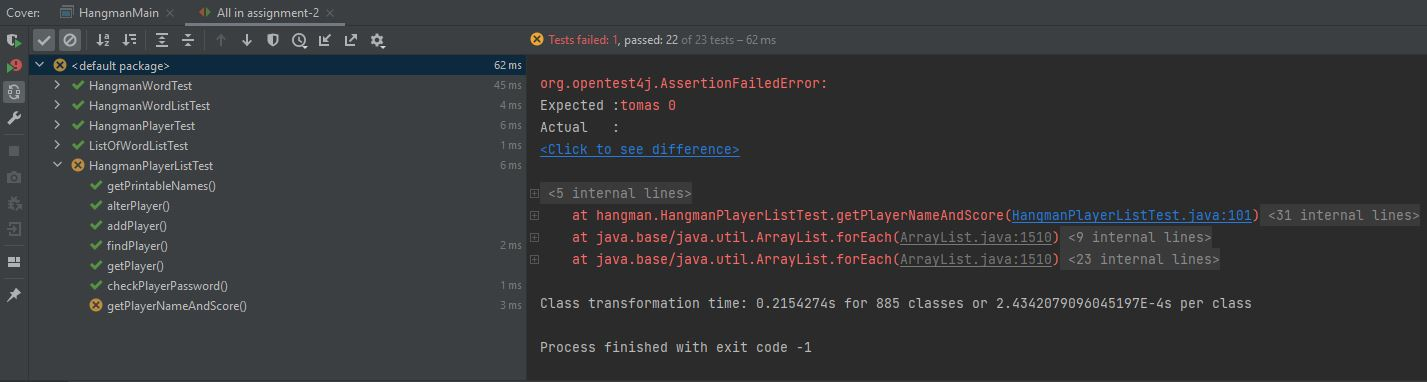 Cover: HangmanMain All in assignment-2
Tests failed: 1, passed: 22 of 23 tests – 62 ms
<default package> 62 ms
HangmanWordTest 45 ms
HangmanWordListTest 4 ms
HangmanPlayerTest 6 ms
ListOfWordListTest 1 ms
HangmanPlayerListTest 6 ms
getPrintableNames()
alterPlayer()
addPlayer()
findPlayer() 2 ms
getPlayer()
checkPlayerPassword() 1 ms
getPlayerNameAndScore() 3 ms
org.opentest4j.AssertionFailedError:
Expected :tomas 0
Actual :
<Click to see difference>
<5 internal lines>
at hangman.HangmanPlayerListTest.getPlayerNameAndScore(HangmanPlayerListTest.java:101) <31 internal lines>
at java.base/java.util.ArrayList.forEach(ArrayList.java:1510) <9 internal lines>
at java.base/java.util.ArrayList.forEach(ArrayList.java:1510) <23 internal lines>
Class transformation time: 0.2154274s for 885 classes or 2.4342079096045197E-4s per class
Process finished with exit code -1